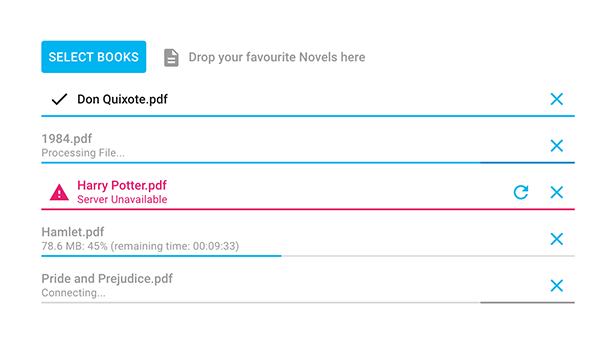 SELECT BOOKS
Drop your favourite Novels here
Don Quixote.pdf
1984.pdf
Processing File...
Harry Potter.pdf
Server Unavailable
Hamlet.pdf
78.6 MB: 45% (remaining time: 00:09:33)
Pride and Prejudice.pdf
Connecting...